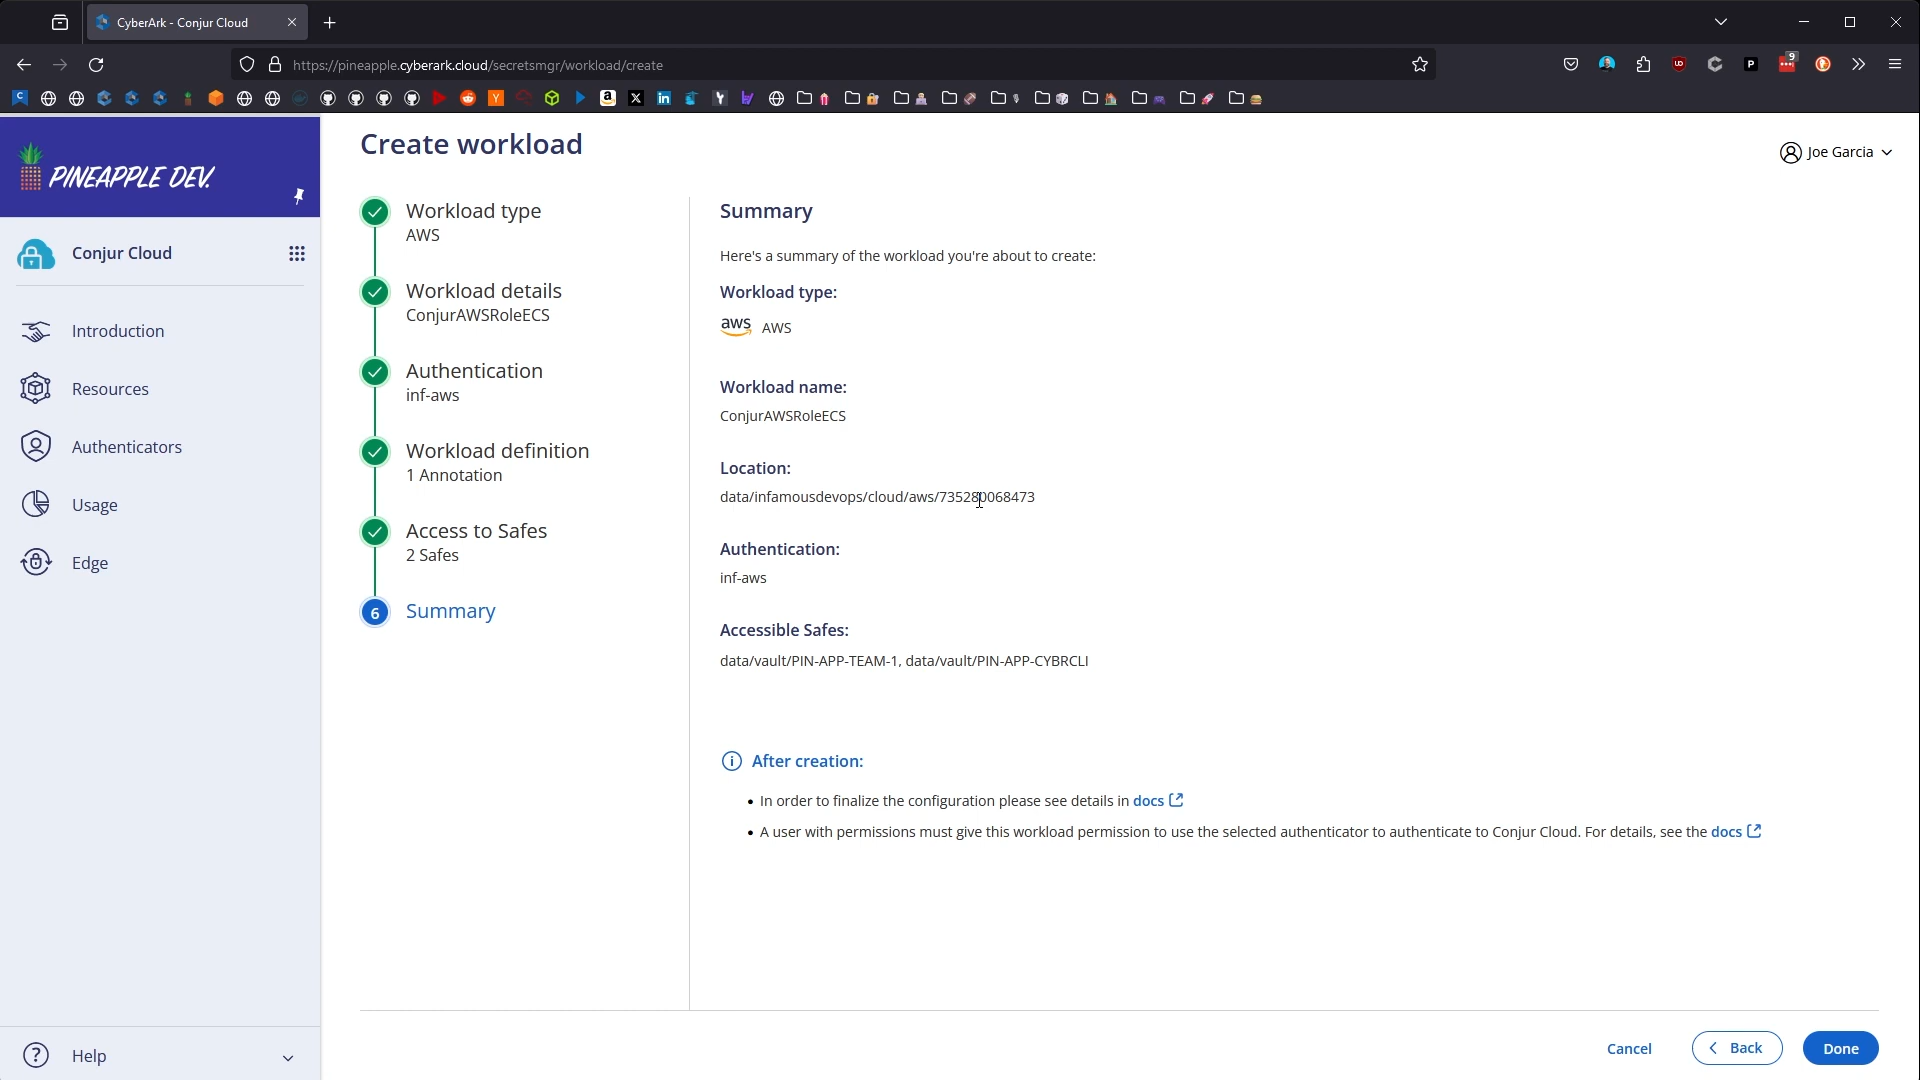 CyberArk - Conjur Cloud
https://pineapple.cyberark.cloud/secretsmgr/workload/create
9
PINEAPPLE DEV.
Create workload
Joe Garcia
Conjur Cloud
Introduction
Resources
Authenticators
Usage
Edge
Help
Workload type
AWS
Workload details
ConjurAWSRoleECS
Authentication
inf-aws
Workload definition
1 Annotation
Access to Safes
2 Safes
6 Summary
Summary
Here's a summary of the workload you're about to create:
Workload type:
aws AWS
Workload name:
ConjurAWSRoleECS
Location:
data/infamousdevops/cloud/aws/735280068473
Authentication:
inf-aws
Accessible Safes:
data/vault/PIN-APP-TEAM-1, data/vault/PIN-APP-CYBRCLI
After creation:
• In order to finalize the configuration please see details in docs
• A user with permissions must give this workload permission to use the selected authenticator to authenticate to Conjur Cloud. For details, see the docs
Cancel
Back
Done